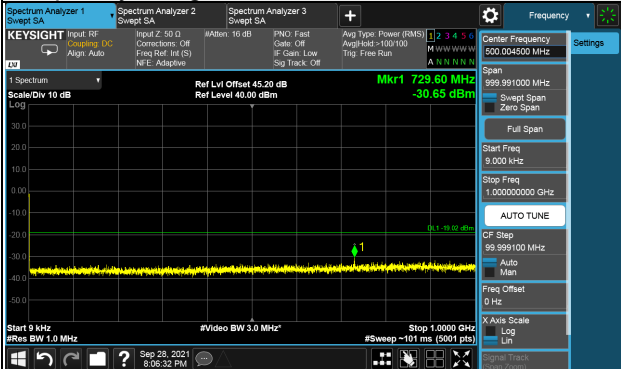 Spectrum Analyzer 1
Swept SA
Spectrum Analyzer 2
Swept SA
Spectrum Analyzer 3
Swept SA
+
Frequency
KEYSIGHT
Input: RF
Coupling: DC
Align: Auto
Input Z: 50 Ω
Corrections: Off
Freq Ref: Int (S)
NFE: Adaptive
#Atten: 16 dB
PNO: Fast
Gate: Off
IF Gain: Low
Sig Track: Off
Avg Type: Power (RMS)
Avg|Hold:>100/100
Trig: Free Run
1 2 3 4 5 6
M W W W W W
A N N N N N
LXI
1 Spectrum
Scale/Div 10 dB
Log
Ref Lvl Offset 45.20 dB
Ref Level 40.00 dBm
Mkr1 729.60 MHz
-30.65 dBm
30.0
20.0
10.0
0.00
-10.0
-20.0
-30.0
-40.0
-50.0
DL1 -19.02 dBm
1
Start 9 kHz
#Res BW 1.0 MHz
#Video BW 3.0 MHz*
Stop 1.0000 GHz
#Sweep ~101 ms (5001 pts)
Sep 28, 2021
8:06:32 PM
?
Center Frequency
500.004500 MHz
Span
999.991000 MHz
Swept Span
Zero Span
Full Span
Start Freq
9.000 kHz
Stop Freq
1.000000000 GHz
AUTO TUNE
CF Step
99.999100 MHz
Auto
Man
Freq Offset
0 Hz
X Axis Scale
Log
Lin
Signal Track
(Span Zoom)
Settings